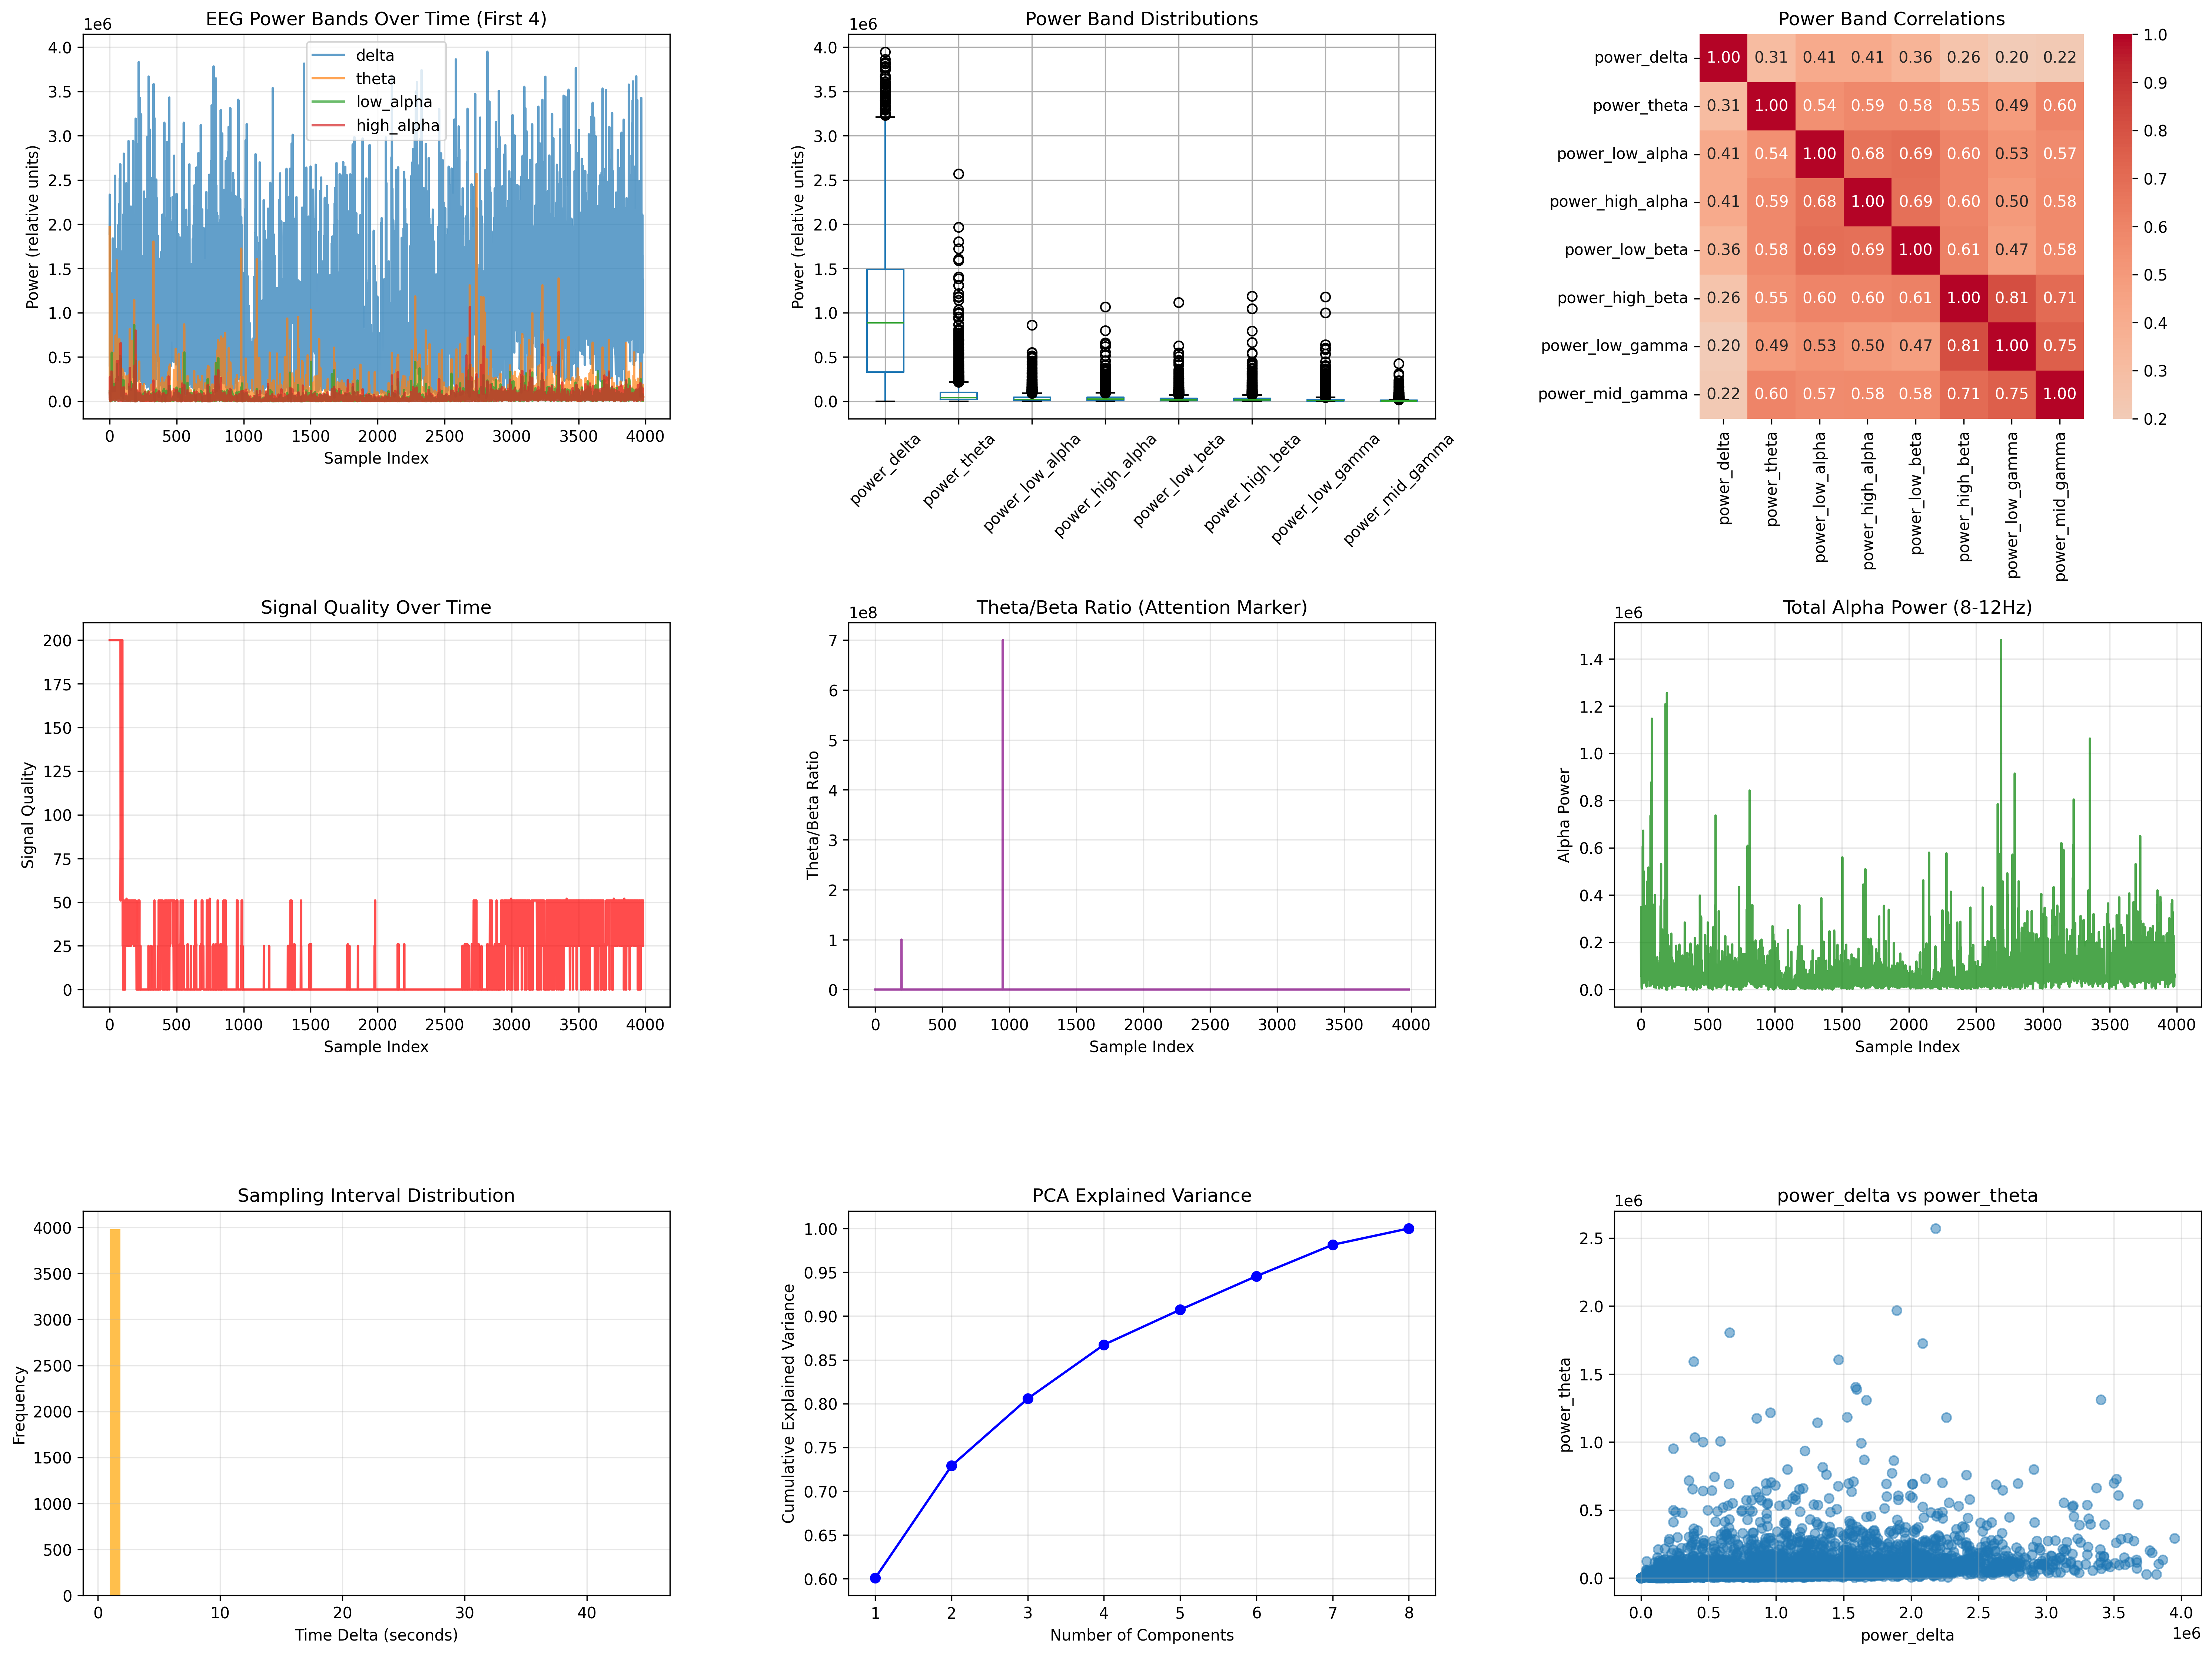 EEG Power Bands Over Time (First 4)
1e6
4.0
3.5
3.0
2.5
2.0
1.5
1.0
0.5
0.0
Power (relative units)
delta
theta
low_alpha
high_alpha
0 500 1000 1500 2000 2500 3000 3500 4000
Sample Index
Power Band Distributions
1e6
4.0
3.5
3.0
2.5
2.0
1.5
1.0
0.5
0.0
Power (relative units)
power_delta
power_theta
power_low_alpha
power_high_alpha
power_low_beta
power_high_beta
power_low_gamma
power_mid_gamma
Power Band Correlations
power_delta 1.00 0.31 0.41 0.41 0.36 0.26 0.20 0.22
power_theta 0.31 1.00 0.54 0.59 0.58 0.55 0.49 0.60
power_low_alpha 0.41 0.54 1.00 0.68 0.69 0.60 0.53 0.57
power_high_alpha 0.41 0.59 0.68 1.00 0.69 0.60 0.50 0.58
power_low_beta 0.36 0.58 0.69 0.69 1.00 0.61 0.47 0.58
power_high_beta 0.26 0.55 0.60 0.60 0.61 1.00 0.81 0.71
power_low_gamma 0.20 0.49 0.53 0.50 0.47 0.81 1.00 0.75
power_mid_gamma 0.22 0.60 0.57 0.58 0.58 0.71 0.75 1.00
power_delta
power_theta
power_low_alpha
power_high_alpha
power_low_beta
power_high_beta
power_low_gamma
power_mid_gamma
1.0
0.9
0.8
0.7
0.6
0.5
0.4
0.3
0.2
Signal Quality Over Time
200
175
150
125
100
75
50
25
0
Signal Quality
0 500 1000 1500 2000 2500 3000 3500 4000
Sample Index
Theta/Beta Ratio (Attention Marker)
1e8
7
6
5
4
3
2
1
0
Theta/Beta Ratio
0 500 1000 1500 2000 2500 3000 3500 4000
Sample Index
Total Alpha Power (8-12Hz)
1e6
1.4
1.2
1.0
0.8
0.6
0.4
0.2
0.0
Alpha Power
0 500 1000 1500 2000 2500 3000 3500 4000
Sample Index
Sampling Interval Distribution
4000
3500
3000
2500
2000
1500
1000
500
0
Frequency
0 10 20 30 40
Time Delta (seconds)
PCA Explained Variance
1.00
0.95
0.90
0.85
0.80
0.75
0.70
0.65
0.60
Cumulative Explained Variance
1 2 3 4 5 6 7 8
Number of Components
power_delta vs power_theta
1e6
2.5
2.0
1.5
1.0
0.5
0.0
power_theta
0.0 0.5 1.0 1.5 2.0 2.5 3.0 3.5 4.0
1e6
power_delta